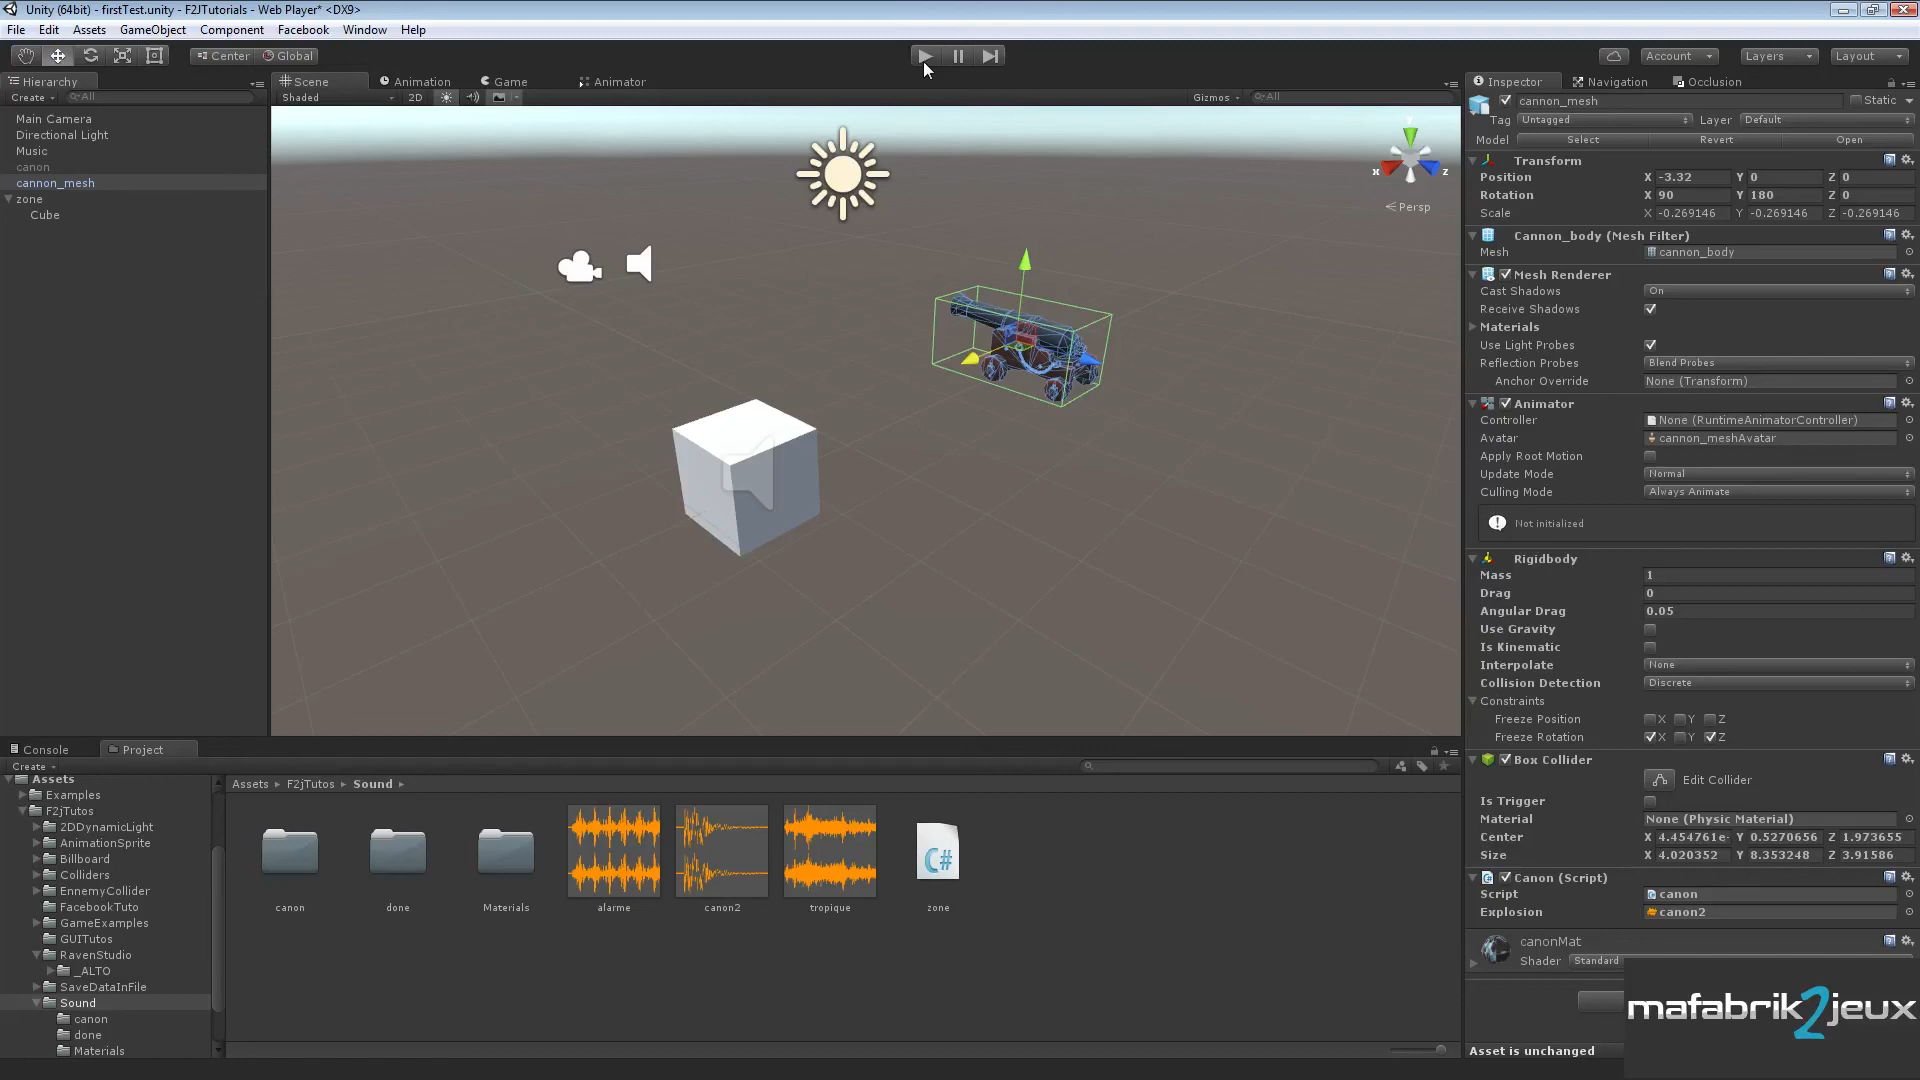 Unity (64bit) - firstTest.unity - F2JTutorials - Web Player* <DX9>
File Edit Assets GameObject Component Facebook Window Help
Center Global Account Layers Layout
Hierarchy
Create All
Main Camera
Directional Light
Music
canon
cannon_mesh
zone
Cube
Scene Animation Game Animator
Shaded 2D Gizmos All
y
x z
Persp
Inspector Navigation Occlusion
cannon_mesh Static
Tag Untagged Layer Default
Model Select Revert Open
Transform
Position X -3.32 Y 0 Z 0
Rotation X 90 Y 180 Z 0
Scale X -0.269146 Y -0.269146 Z -0.269146
Cannon_body (Mesh Filter)
Mesh cannon_body
Mesh Renderer
Cast Shadows On
Receive Shadows
Materials
Use Light Probes
Reflection Probes Blend Probes
Anchor Override None (Transform)
Animator
Controller None (RuntimeAnimatorController)
Avatar cannon_meshAvatar
Apply Root Motion
Update Mode Normal
Culling Mode Always Animate
Not initialized
Rigidbody
Mass 1
Drag 0
Angular Drag 0.05
Use Gravity
Is Kinematic
Interpolate None
Collision Detection Discrete
Constraints
Freeze Position X Y Z
Freeze Rotation X Y Z
Box Collider
Edit Collider
Is Trigger
Material None (Physic Material)
Center X 4.454761e- Y 0.5270656 Z 1.973655
Size X 4.020352 Y 8.353248 Z 3.91586
Canon (Script)
Script canon
Explosion canon2
canonMat
Shader Standard
mafabrik2jeux
Asset is unchanged
Console Project
Create
Assets
Examples
F2jTutos
2DDynamicLight
AnimationSprite
Billboard
Colliders
EnnemyCollider
FacebookTuto
GameExamples
GUITutos
RavenStudio
_ALTO
SaveDataInFile
Sound
canon
done
Materials
Assets F2jTutos Sound
C#
canon done Materials alarme canon2 tropique zone